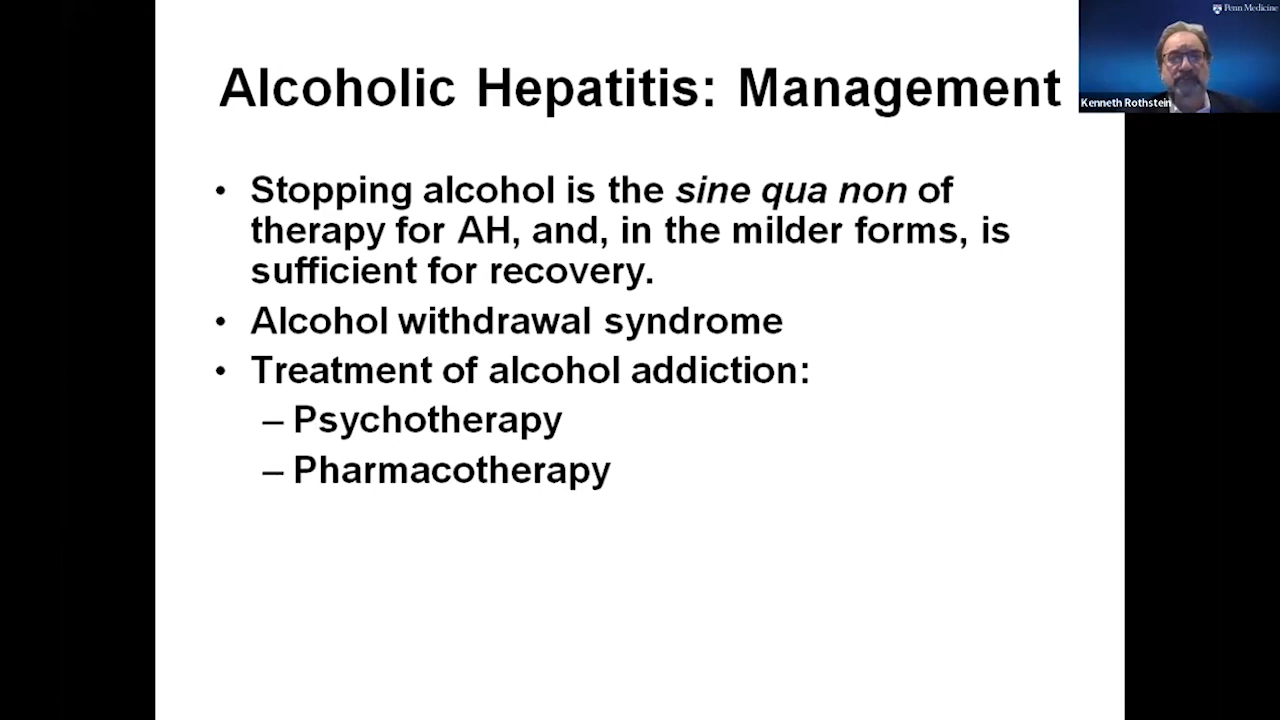 Penn Medicine
Kenneth Rothstein
Alcoholic Hepatitis: Management
• Stopping alcohol is the sine qua non of
therapy for AH, and, in the milder forms, is
sufficient for recovery.
• Alcohol withdrawal syndrome
• Treatment of alcohol addiction:
– Psychotherapy
– Pharmacotherapy